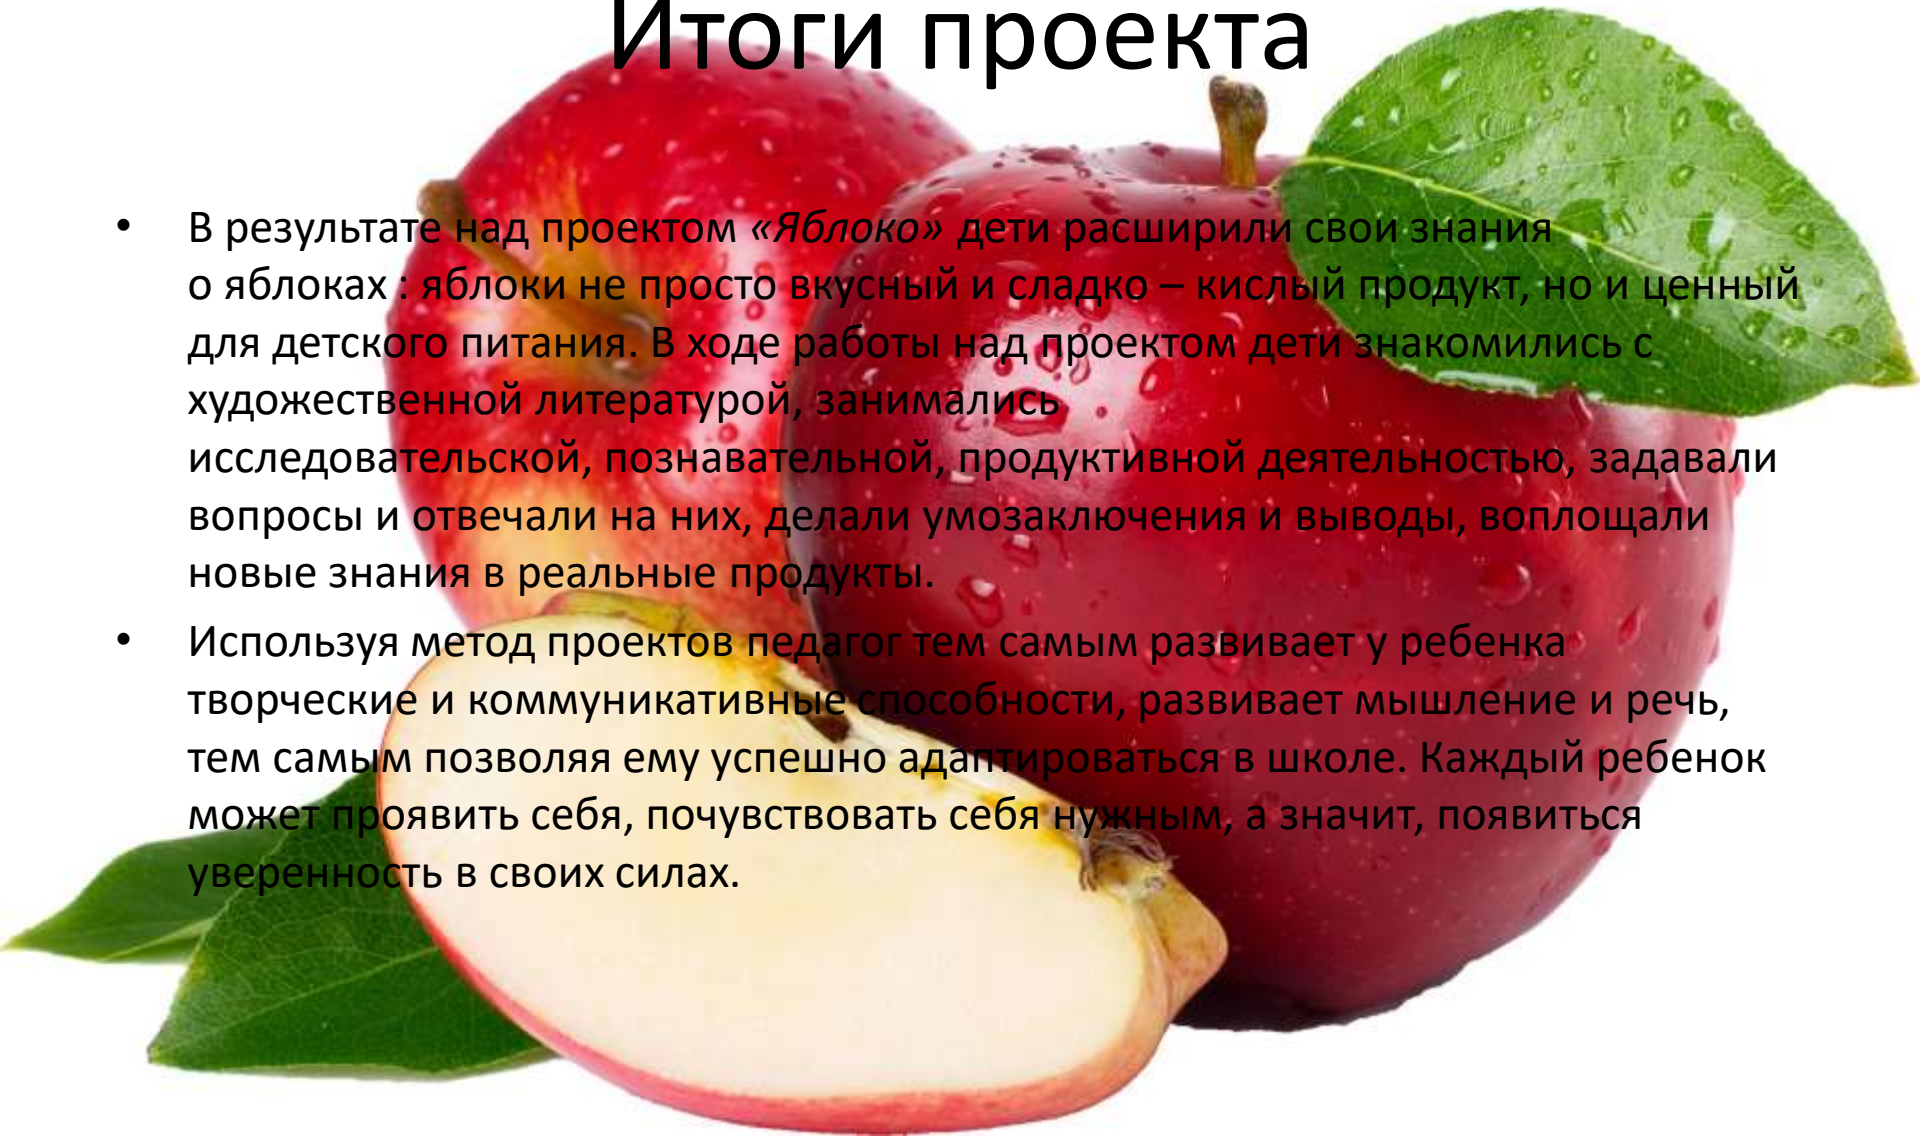 Итоги проекта
• В результате над проектом «Яблоко» дети расширили свои знания
о яблоках : яблоки не просто вкусный и сладко – кислый продукт, но и ценный
для детского питания. В ходе работы над проектом дети знакомились с
художественной литературой, занимались
исследовательской, познавательной, продуктивной деятельностью, задавали
вопросы и отвечали на них, делали умозаключения и выводы, воплощали
новые знания в реальные продукты.
• Используя метод проектов педагог тем самым развивает у ребенка
творческие и коммуникативные способности, развивает мышление и речь,
тем самым позволяя ему успешно адаптироваться в школе. Каждый ребенок
может проявить себя, почувствовать себя нужным, а значит, появиться
уверенность в своих силах.